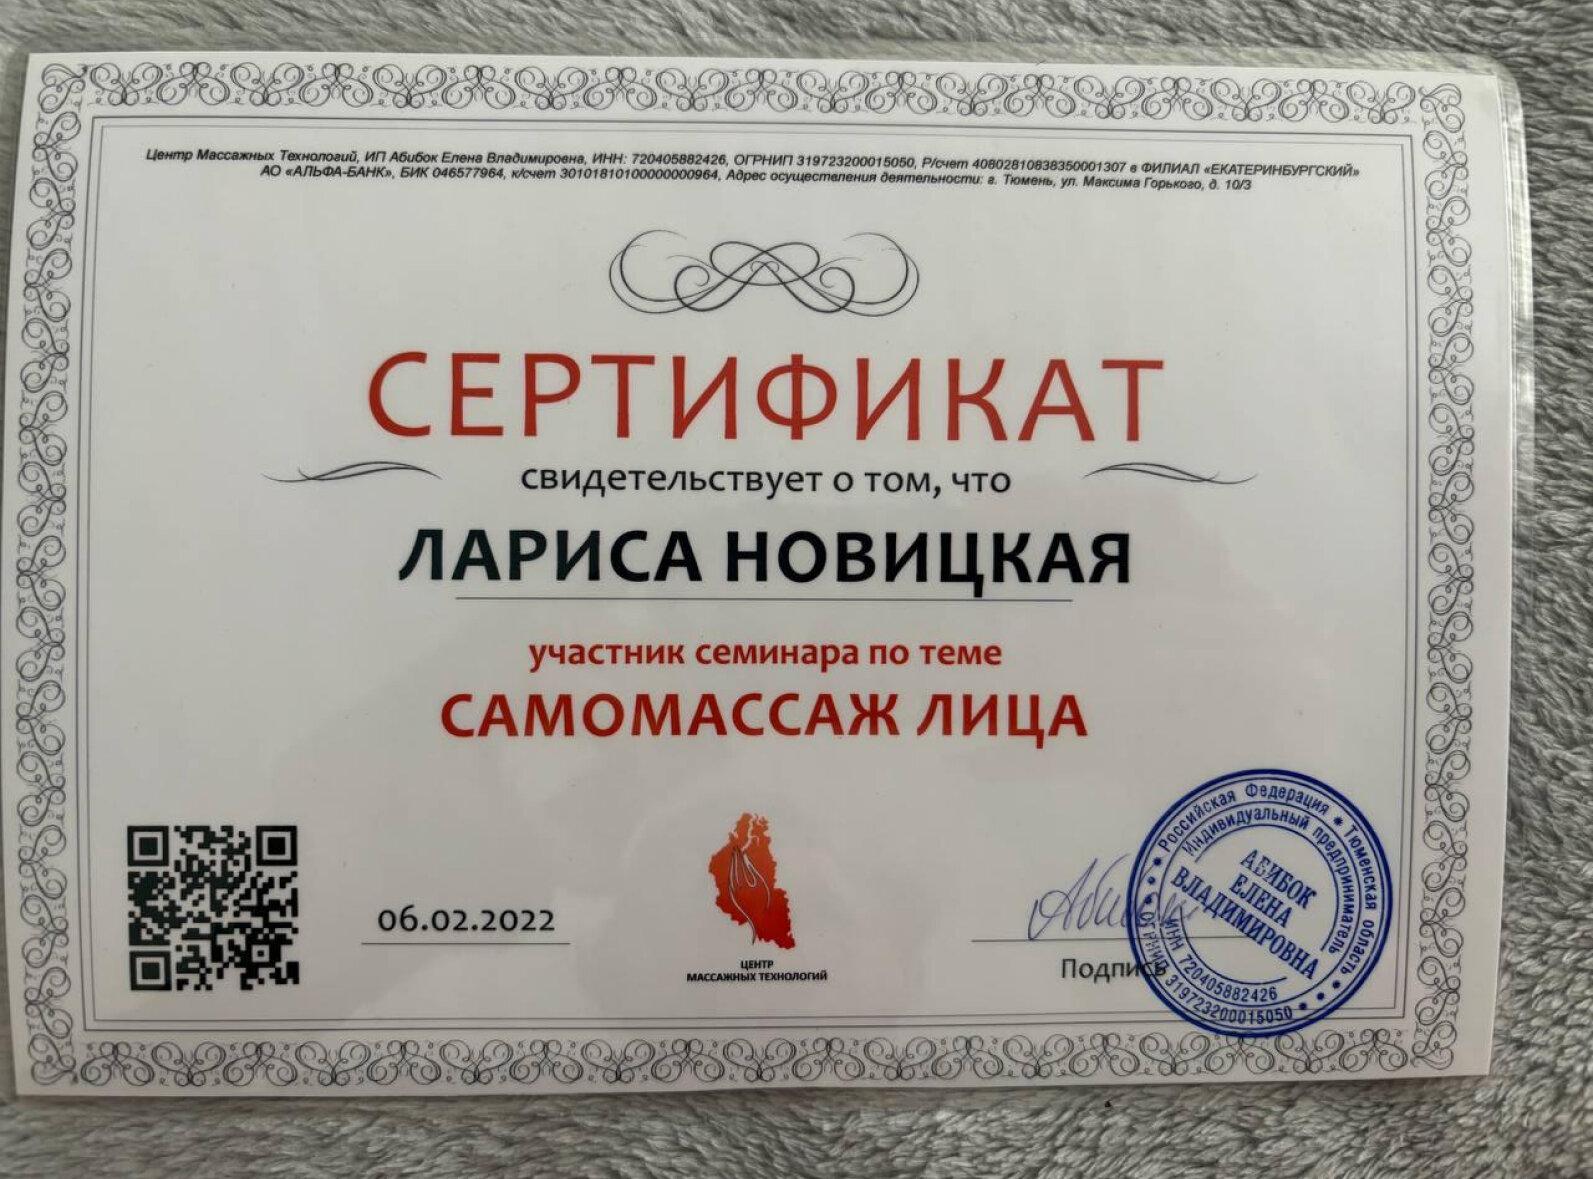 Центр Массажных Технологий, ИП Абибок Елена Владимировна, ИНН: 720405882426, ОГРНИП 319723200015050, Р/счет 40802810838350001307 в ФИЛИАЛ «ЕКАТЕРИНБУРГСКИЙ»
АО «АЛЬФА-БАНК», БИК 046577964, к/счет 30101810100000000964, Адрес осуществления деятельности: г. Тюмень, ул. Максима Горького, д. 10/3
СЕРТИФИКАТ
свидетельствует о том, что
ЛАРИСА НОВИЦКАЯ
участник семинара по теме
САМОМАССАЖ ЛИЦА
06.02.2022
ЦЕНТР
МАССАЖНЫХ ТЕХНОЛОГИЙ
Подпись
Российская Федерация * Тюменская область
Индивидуальный предприниматель
АБИБОК
ЕЛЕНА
ВЛАДИМИРОВНА
ИНН 720405882426
319723200015050